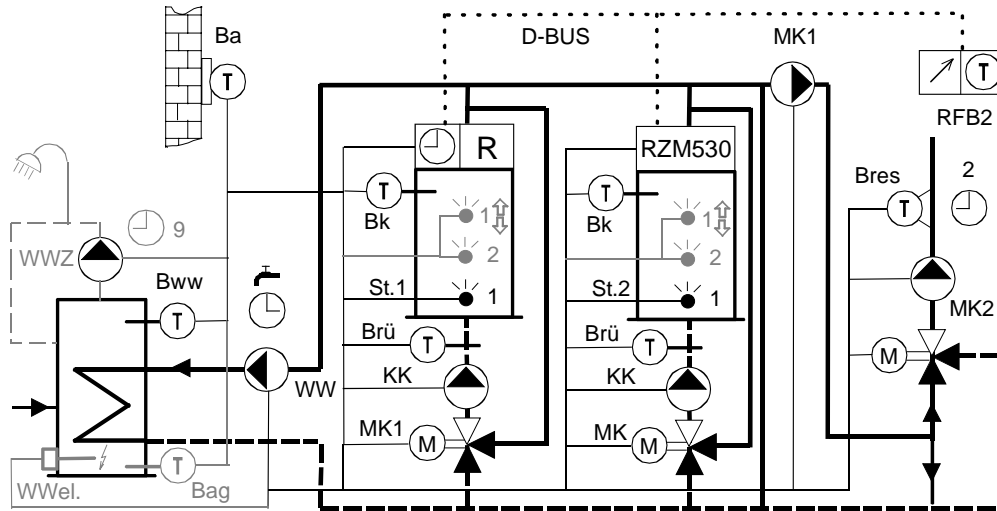 Ba
D-BUS
MK1
T
T
R
RZM530
RFB2
9
T
Bk
1
T
Bk
1
Bres
T
2
WWZ
2
2
Bww
T
St.1
1
St.2
1
MK2
Brü
T
Brü
T
M
WW
KK
KK
MK1
M
MK
M
WWel.
T
Bag